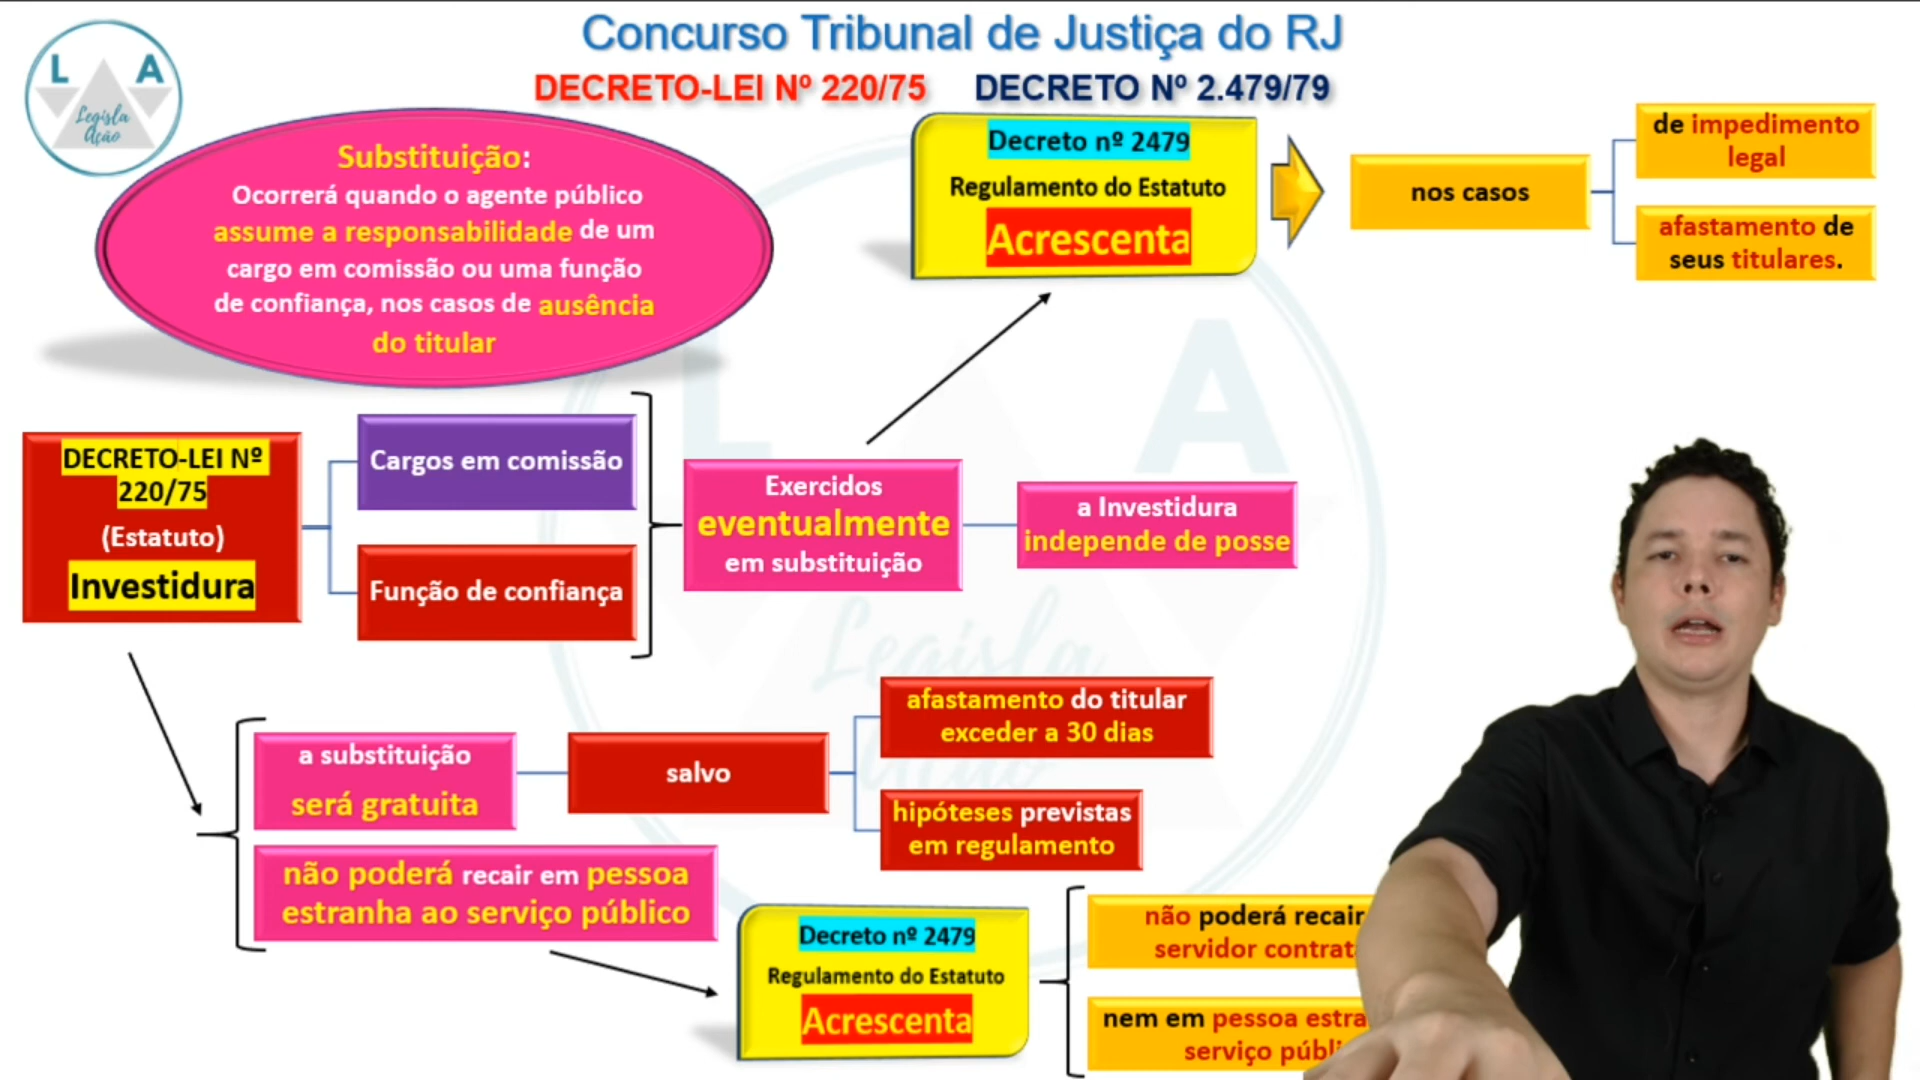 Concurso Tribunal de Justiça do RJ
DECRETO-LEI Nº 220/75 DECRETO Nº 2.479/79
L A
Legisla
Ação
Substituição:
Ocorrerá quando o agente público
assume a responsabilidade de um
cargo em comissão ou uma função
de confiança, nos casos de ausência
do titular
Decreto nº 2479
Regulamento do Estatuto
Acrescenta
nos casos
de impedimento
legal
afastamento de
seus titulares.
DECRETO-LEI Nº
220/75
(Estatuto)
Investidura
Cargos em comissão
Função de confiança
Exercidos
eventualmente
em substituição
a Investidura
independe de posse
a substituição
será gratuita
salvo
afastamento do titular
exceder a 30 dias
hipóteses previstas
em regulamento
não poderá recair em pessoa
estranha ao serviço público
Decreto nº 2479
Regulamento do Estatuto
Acrescenta
não poderá recair
servidor
nem em pessoa
serviço
L A
Legisla
Ação